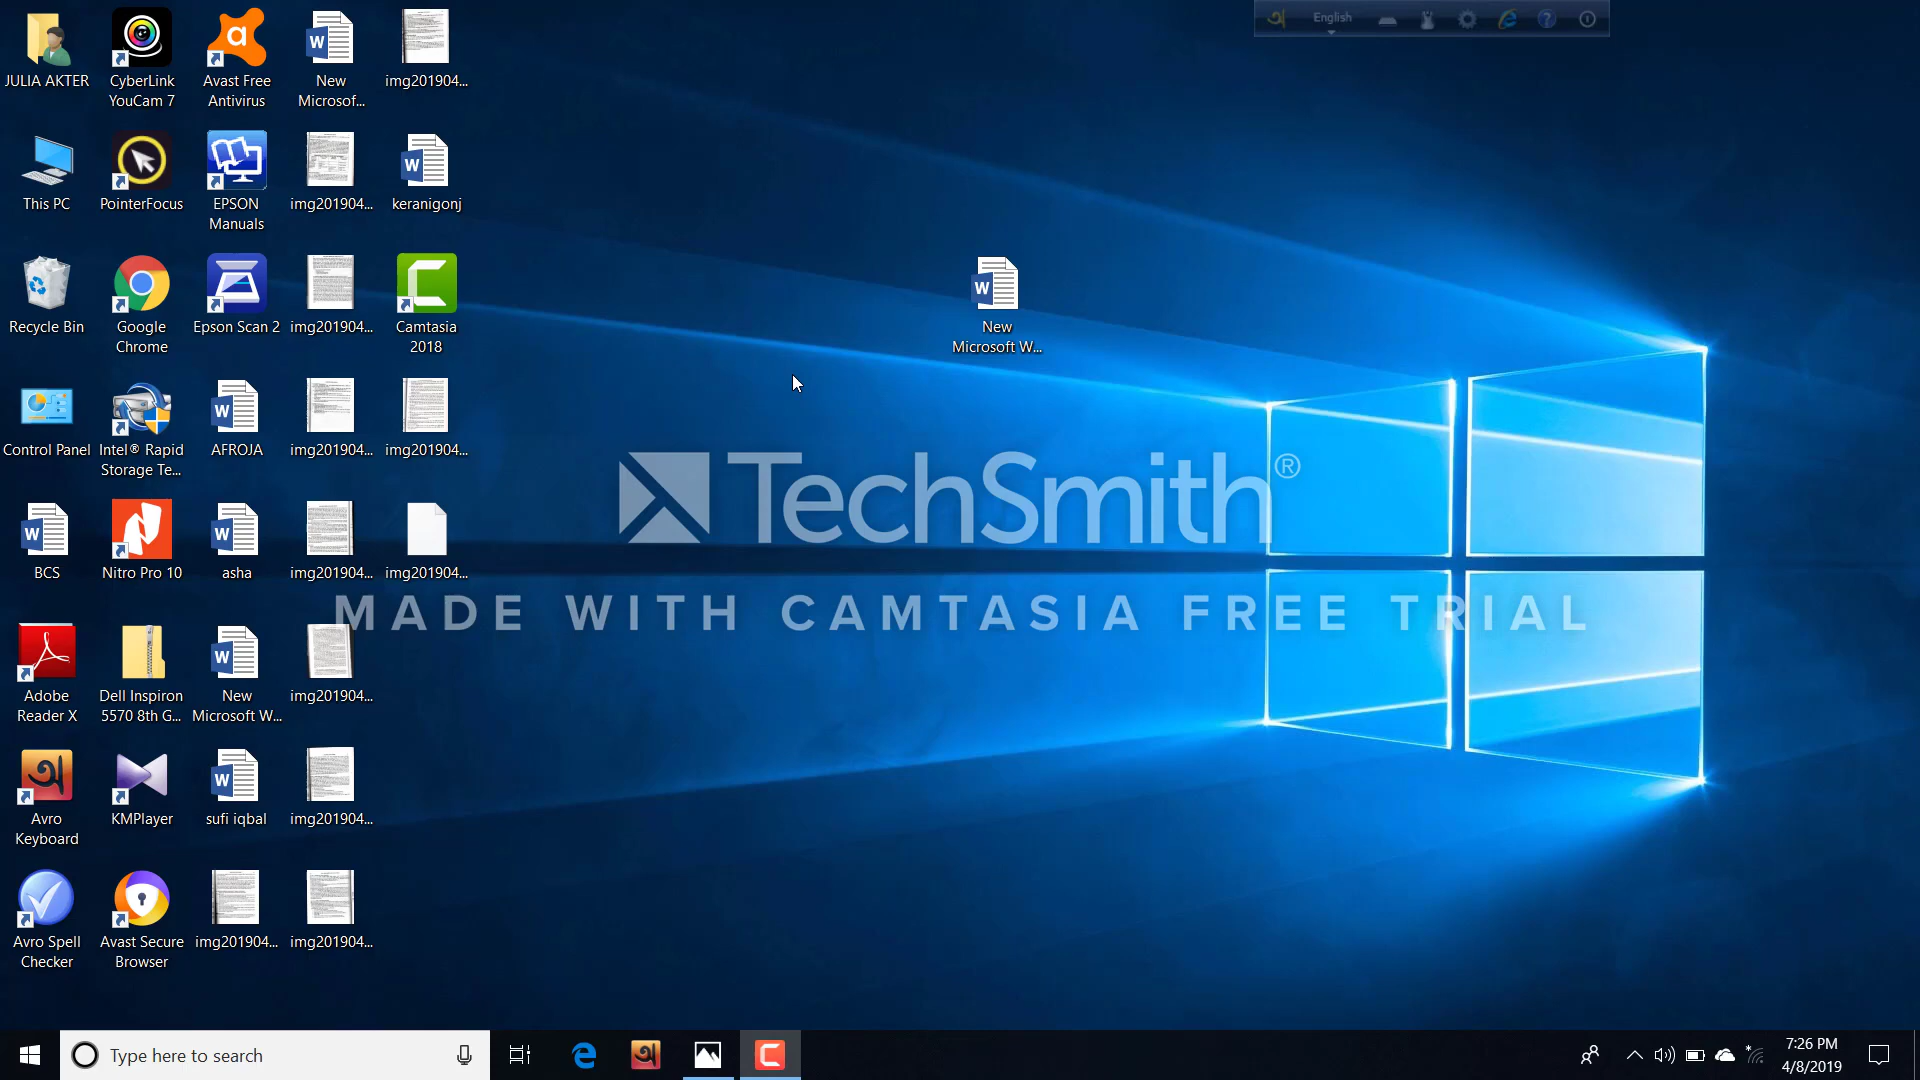 JULIA AKTER
CyberLink
YouCam 7
Avast Free
Antivirus
New
Microsof...
img201904...
This PC
PointerFocus
EPSON
Manuals
img201904...
keranigonj
Recycle Bin
Google
Chrome
Epson Scan 2
img201904...
Camtasia
2018
New
Microsoft W...
Control Panel
Intel® Rapid
Storage Te...
AFROJA
img201904...
img201904...
BCS
Nitro Pro 10
asha
img201904...
img201904...
Adobe
Reader X
Dell Inspiron
5570 8th G...
New
Microsoft W...
img201904...
Avro
Keyboard
KMPlayer
sufi iqbal
img201904...
Avro Spell
Checker
Avast Secure
Browser
img201904...
img201904...
English
TechSmith®
MADE WITH CAMTASIA FREE TRIAL
Type here to search
7:26 PM
4/8/2019